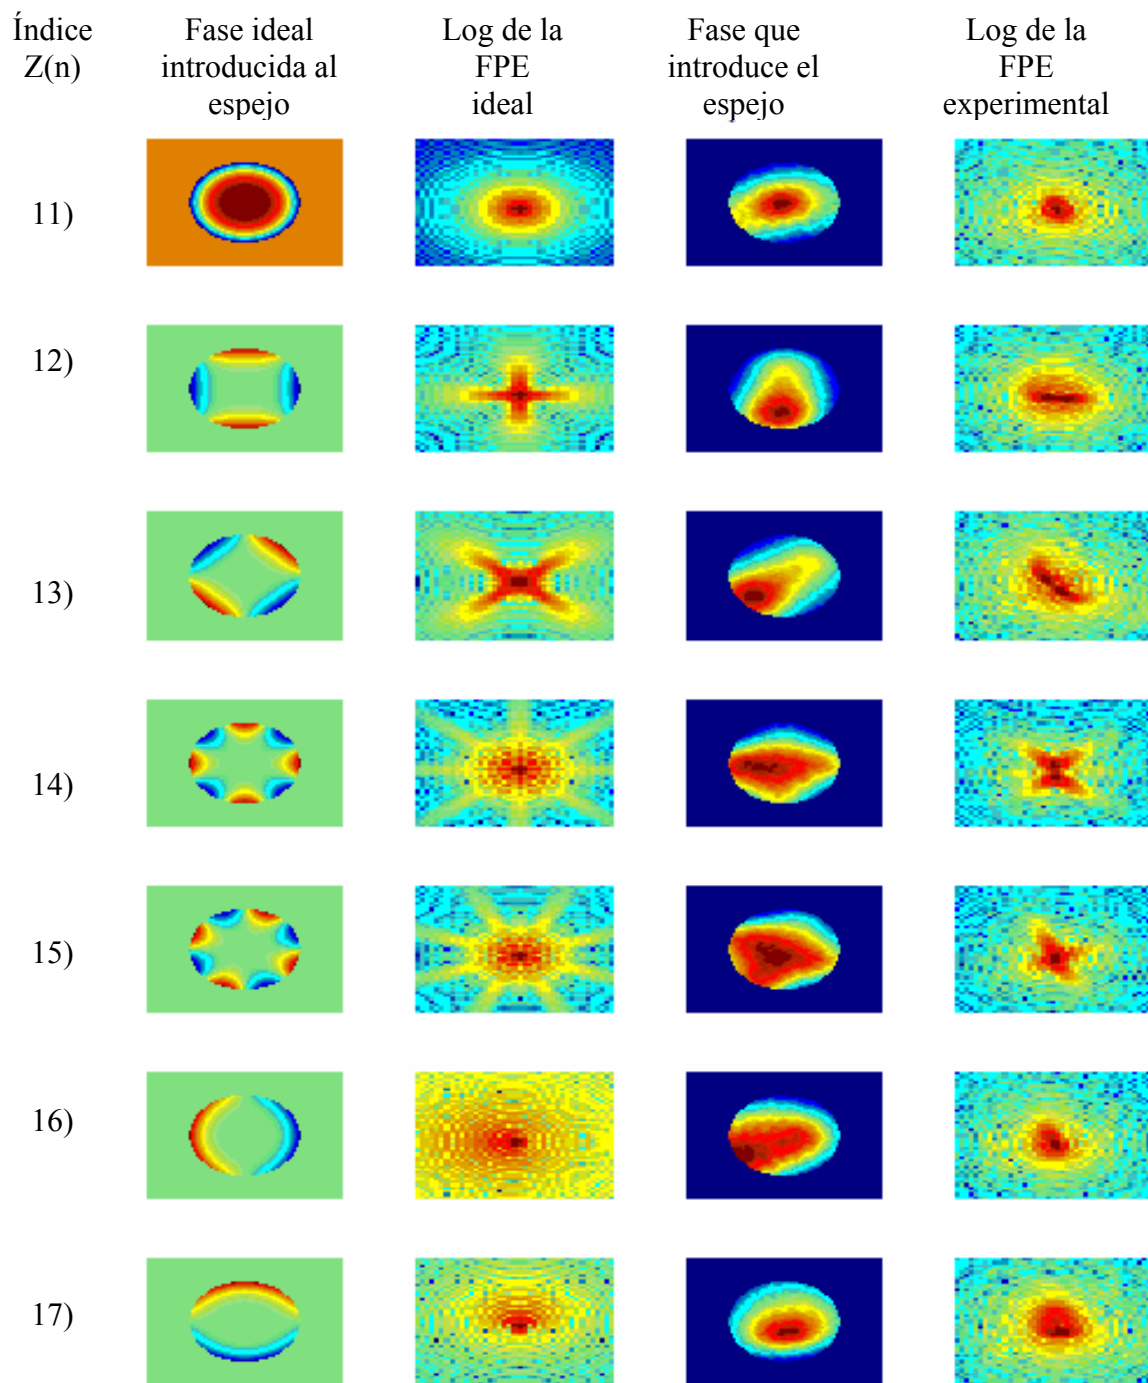 Índice
Z(n)
Fase ideal
introducida al
espejo
Log de la
FPE
ideal
Fase que
introduce el
espejo
Log de la
FPE
experimental
11)
12)
13)
14)
15)
16)
17)